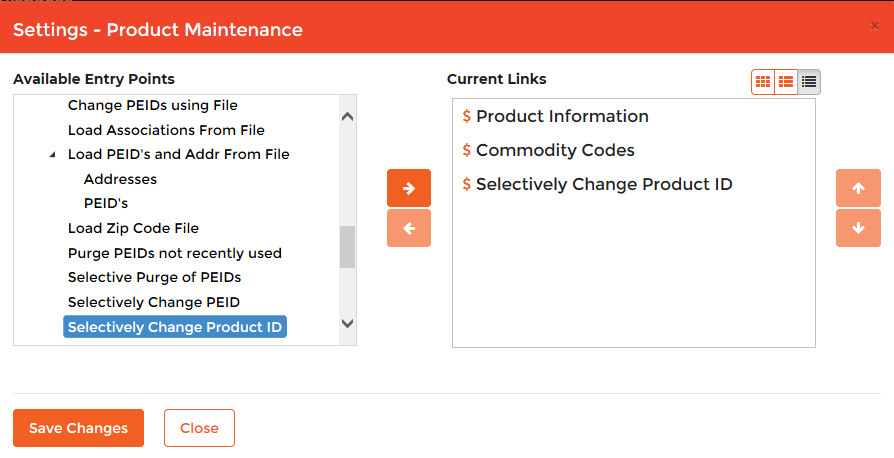 Settings - Product Maintenance
Available Entry Points
Change PEIDs using File
Load Associations From File
Load PEID's and Addr From File
Addresses
PEID's
Load Zip Code File
Purge PEIDs not recently used
Selective Purge of PEIDs
Selectively Change PEID
Selectively Change Product ID
Current Links
$ Product Information
$ Commodity Codes
$ Selectively Change Product ID
Save Changes
Close